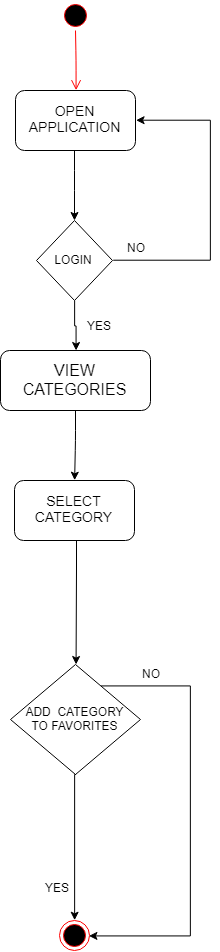 OPEN
APPLICATION
LOGIN
NO
YES
VIEW
CATEGORIES
SELECT
CATEGORY
NO
ADD CATEGORY
TO FAVORITES
YES